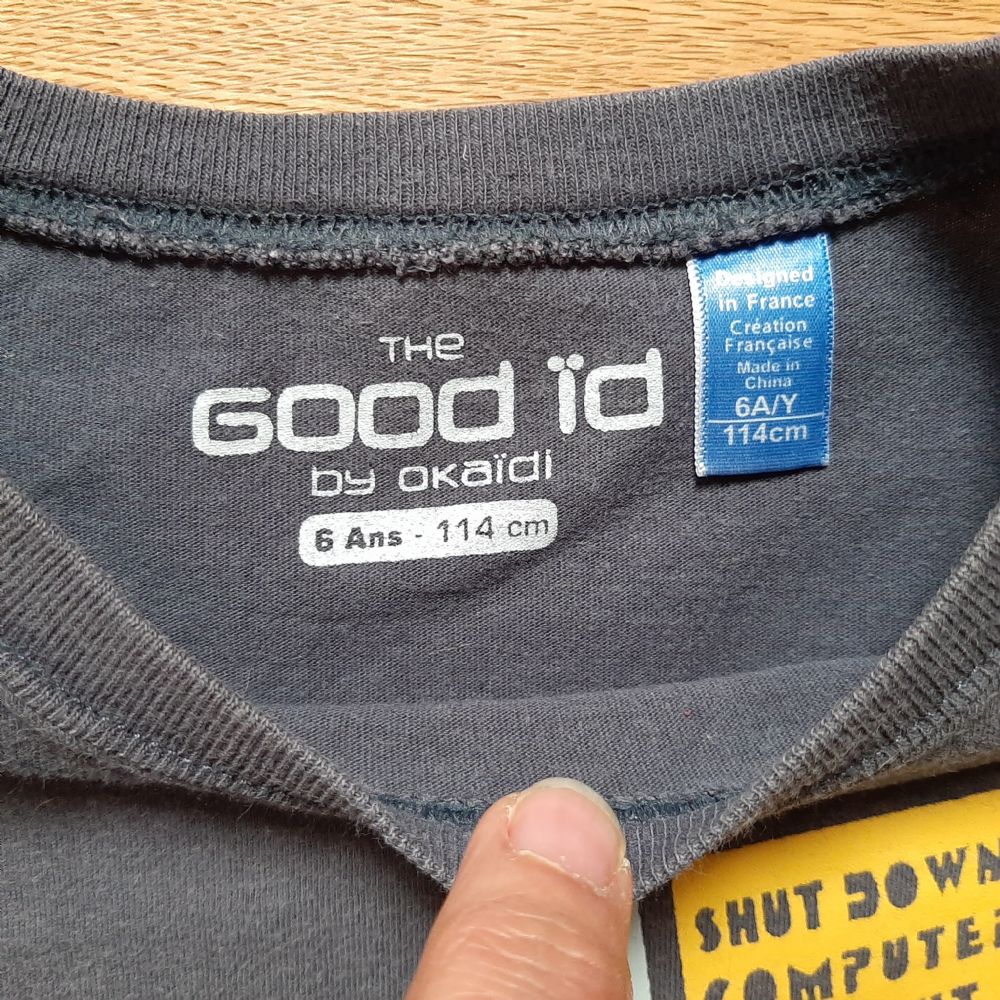 THE
GOOD ïd
by OKAïdi
6 Ans - 114 cm
Designed
in France
Création
Française
Made in
China
6A/Y
114cm
SHUT DOWN